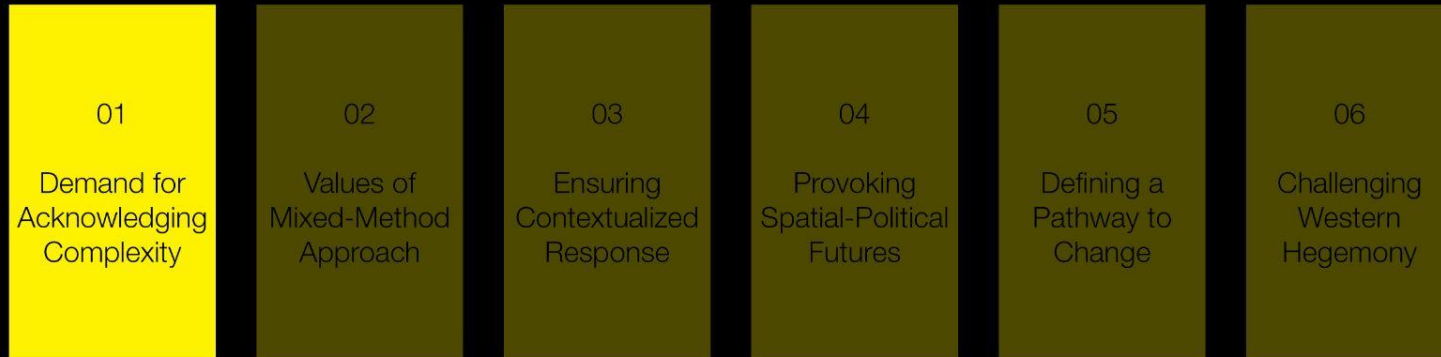 01
Demand for
Acknowledging
Complexity
02
Values of
Mixed-Method
Approach
03
Ensuring
Contextualized
Response
04
Provoking
Spatial-Political
Futures
05
Defining a
Pathway to
Change
06
Challenging
Western
Hegemony